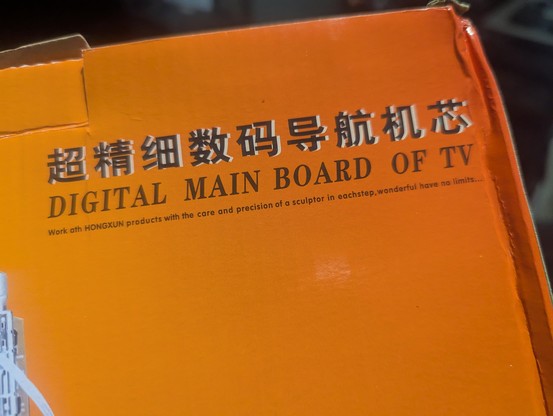 超精细数码导航机芯
DIGITAL MAIN BOARD OF TV
Work ath HONGXUN products with the care and precision of a sculptor in eachstep,wonderful have no limits...